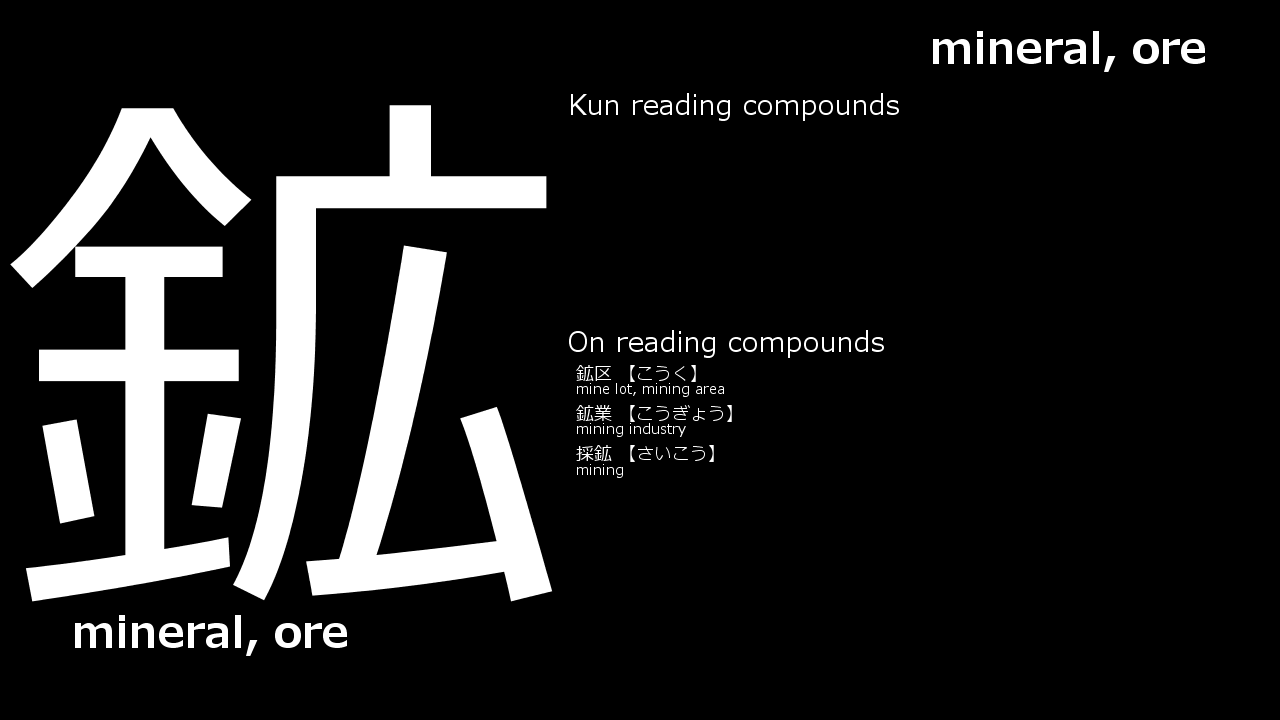 鉱
mineral, ore
mineral, ore
Kun reading compounds
On reading compounds
鉱区 【こうく】
mine lot, mining area
鉱業 【こうぎょう】
mining industry
採鉱 【さいこう】
mining